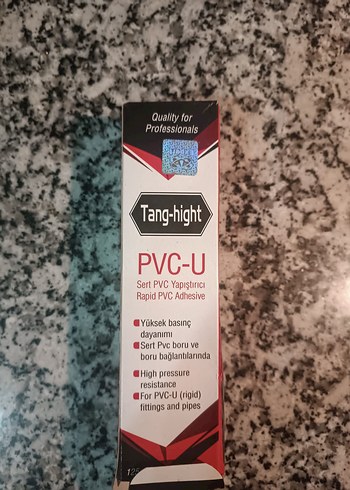 Quality for
Professionals
Tang-hight
PVC-U
Sert PVC Yapıştırıcı
Rapid PVC Adhesive
Yüksek basınç
dayanımı
Sert Pvc boru ve
boru bağlantılarında
High pressure
resistance
For PVC-U (rigid)
fittings and pipes